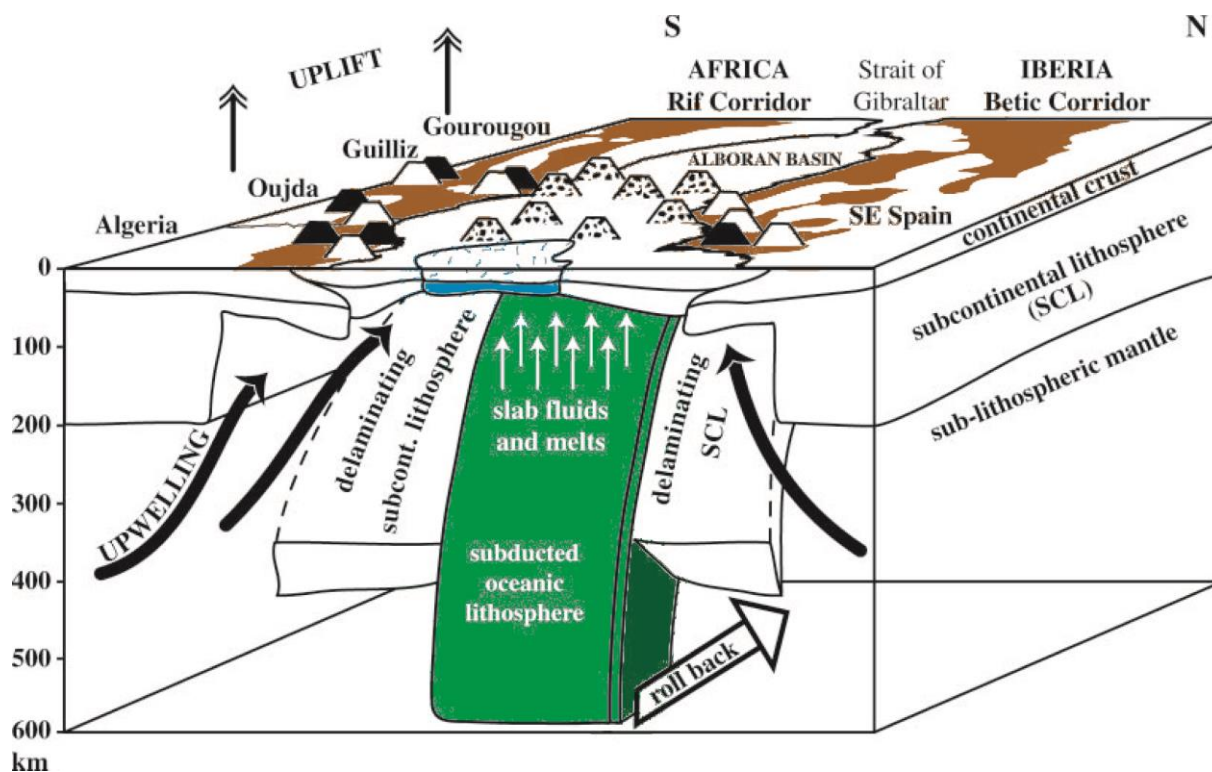 S
N
UPLIFT
AFRICA
Rif Corridor
Strait of
Gibraltar
IBERIA
Betic Corridor
Gourougou
Guilliz
Oujda
Algeria
ALBORAN BASIN
SE Spain
continental crust
subcontinental lithosphere
(SCL)
sub-lithospheric mantle
0
100
200
300
400
500
600
km
UPWELLING
delaminating
subcont. lithosphere
slab fluids
and melts
delaminating
SCL
subducted
oceanic
lithosphere
roll back